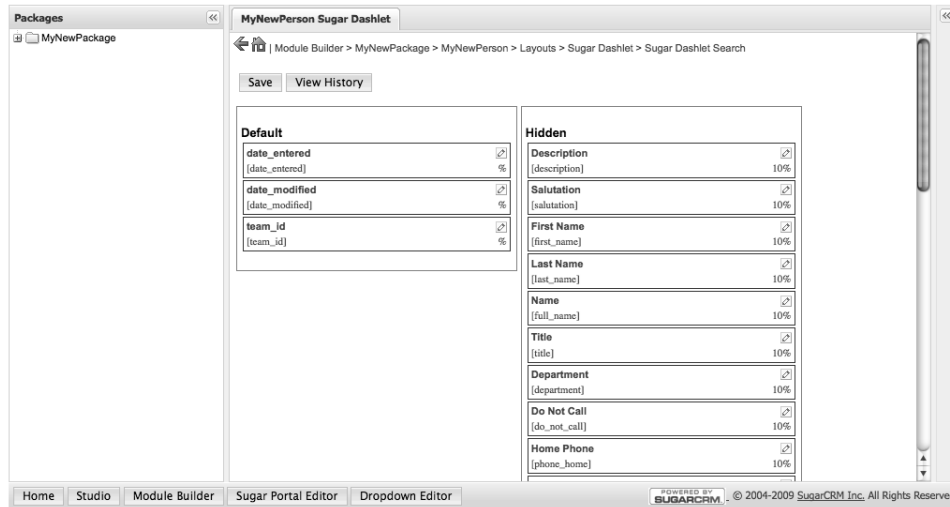 Packages
MyNewPackage
MyNewPerson Sugar Dashlet
| Module Builder > MyNewPackage > MyNewPerson > Layouts > Sugar Dashlet > Sugar Dashlet Search
Save
View History
Default
date_entered
[date_entered]
%
date_modified
[date_modified]
%
team_id
[team_id]
%
Hidden
Description
[description]
10%
Salutation
[salutation]
10%
First Name
[first_name]
10%
Last Name
[last_name]
10%
Name
[full_name]
10%
Title
[title]
10%
Department
[department]
10%
Do Not Call
[do_not_call]
10%
Home Phone
[phone_home]
10%
Home
Studio
Module Builder
Sugar Portal Editor
Dropdown Editor
POWERED BY
SUGARCRM.
© 2004-2009 SugarCRM Inc. All Rights Reserve